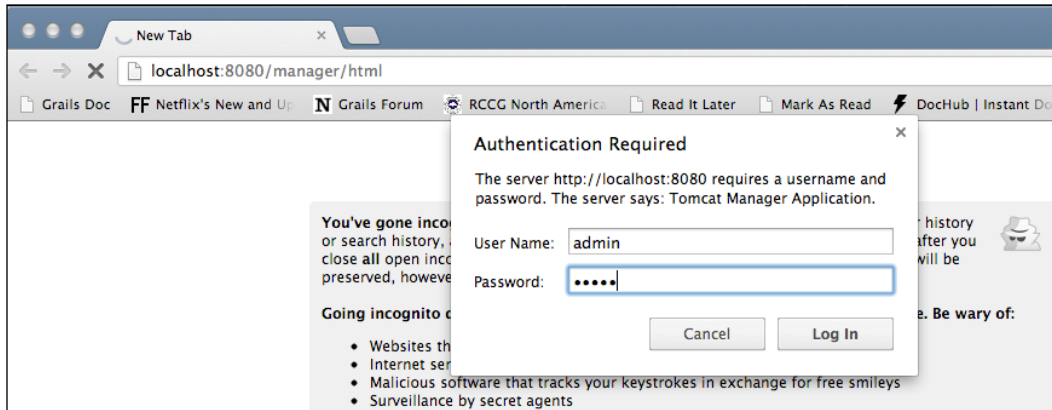 New Tab
localhost:8080/manager/html
Grails Doc FF Netflix's New and Up N Grails Forum RCCG North America Read It Later Mark As Read DocHub | Instant Do
Authentication Required
The server http://localhost:8080 requires a username and
password. The server says: Tomcat Manager Application.
User Name: admin
Password: •••••
Cancel Log In
You've gone inco history
or search history, after you
close all open inc will be
preserved, howeve
Going incognito e. Be wary of:
• Websites th
• Internet ser
• Malicious software that tracks your keystrokes in exchange for free smileys
• Surveillance by secret agents